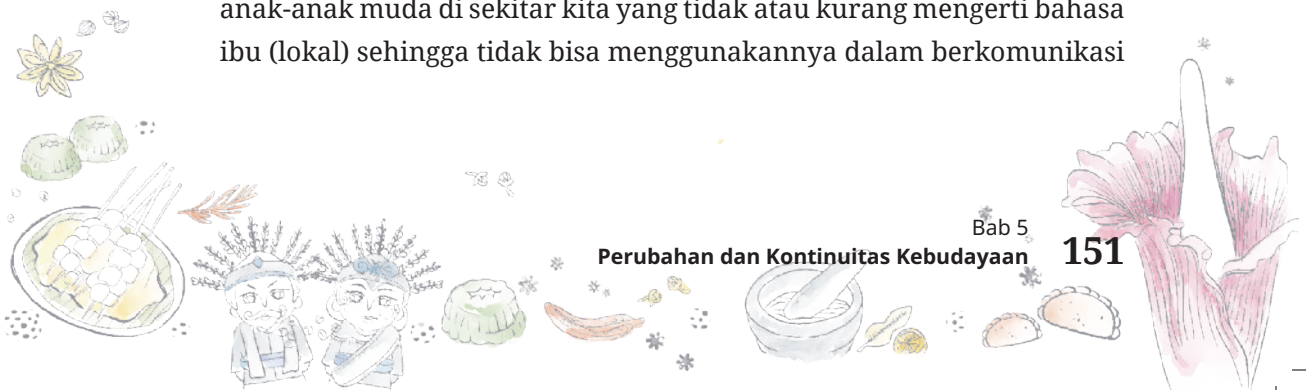 anak-anak muda di sekitar kita yang tidak atau kurang mengerti bahasa
ibu (lokal) sehingga tidak bisa menggunakannya dalam berkomunikasi
Bab 5
Perubahan dan Kontinuitas Kebudayaan
151